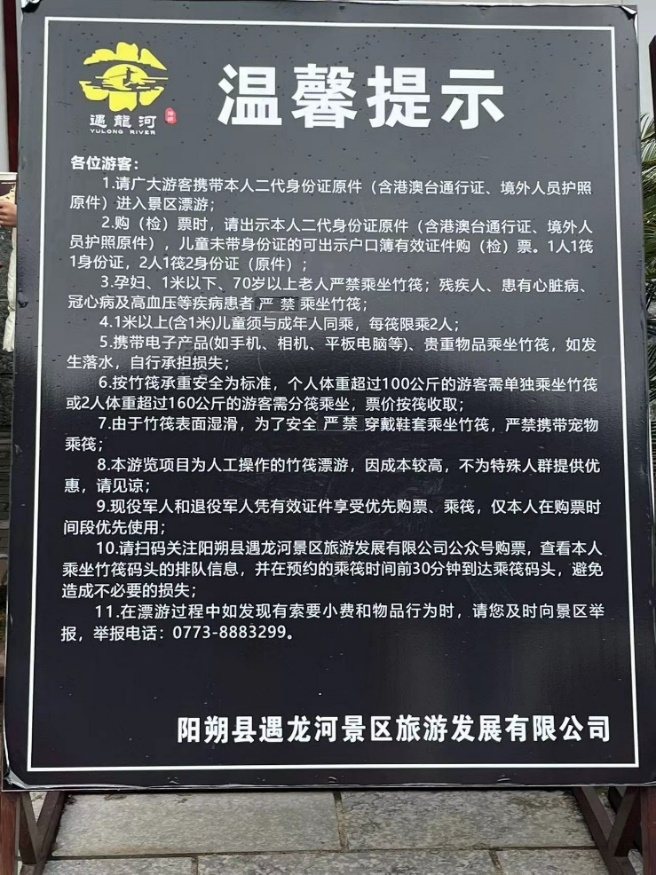 遇龍河
YULONG RIVER
温馨提示
各位游客：
1.请广大游客携带本人二代身份证原件（含港澳台通行证、境外人员护照
原件）进入景区漂游；
2.购（检）票时，请出示本人二代身份证原件（含港澳台通行证、境外人
员护照原件），儿童未带身份证的可出示户口簿有效证件购（检）票。1人1筏
1身份证，2人1筏2身份证（原件）；
3.孕妇、1米以下、70岁以上老人严禁乘坐竹筏；残疾人、患有心脏病、
冠心病及高血压等疾病患者 严 禁 乘坐竹筏；
4.1米以上(含1米)儿童须与成年人同乘，每筏限乘2人；
5.携带电子产品(如手机、相机、平板电脑等)、贵重物品乘坐竹筏，如发
生落水，自行承担损失；
6.按竹筏承重安全为标准，个人体重超过100公斤的游客需单独乘坐竹筏
或2人体重超过160公斤的游客需分筏乘坐，票价按筏收取；
7.由于竹筏表面湿滑，为了安全 严 禁 穿戴鞋套乘坐竹筏，严禁携带宠物
乘筏；
8.本游览项目为人工操作的竹筏漂游，因成本较高，不为特殊人群提供优
惠，请见谅；
9.现役军人和退役军人凭有效证件享受优先购票、乘筏，仅本人在购票时
间段优先使用；
10.请扫码关注阳朔县遇龙河景区旅游发展有限公司公众号购票，查看本人
乘坐竹筏码头的排队信息，并在预约的乘筏时间前30分钟到达乘筏码头，避免
造成不必要的损失；
11.在漂游过程中如发现有索要小费和物品行为时，请您及时向景区举
报，举报电话：0773-8883299。
阳朔县遇龙河景区旅游发展有限公司